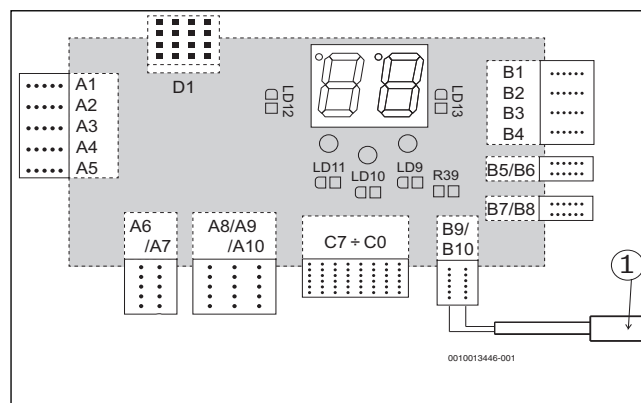 D1
A1
A2
A3
A4
A5
LD12
LD13
B1
B2
B3
B4
LD11
LD10
LD9
R39
B5/B6
B7/B8
A6
/A7
A8/A9
/A10
C7 ÷ C0
B9/
B10
1
0010013446-001